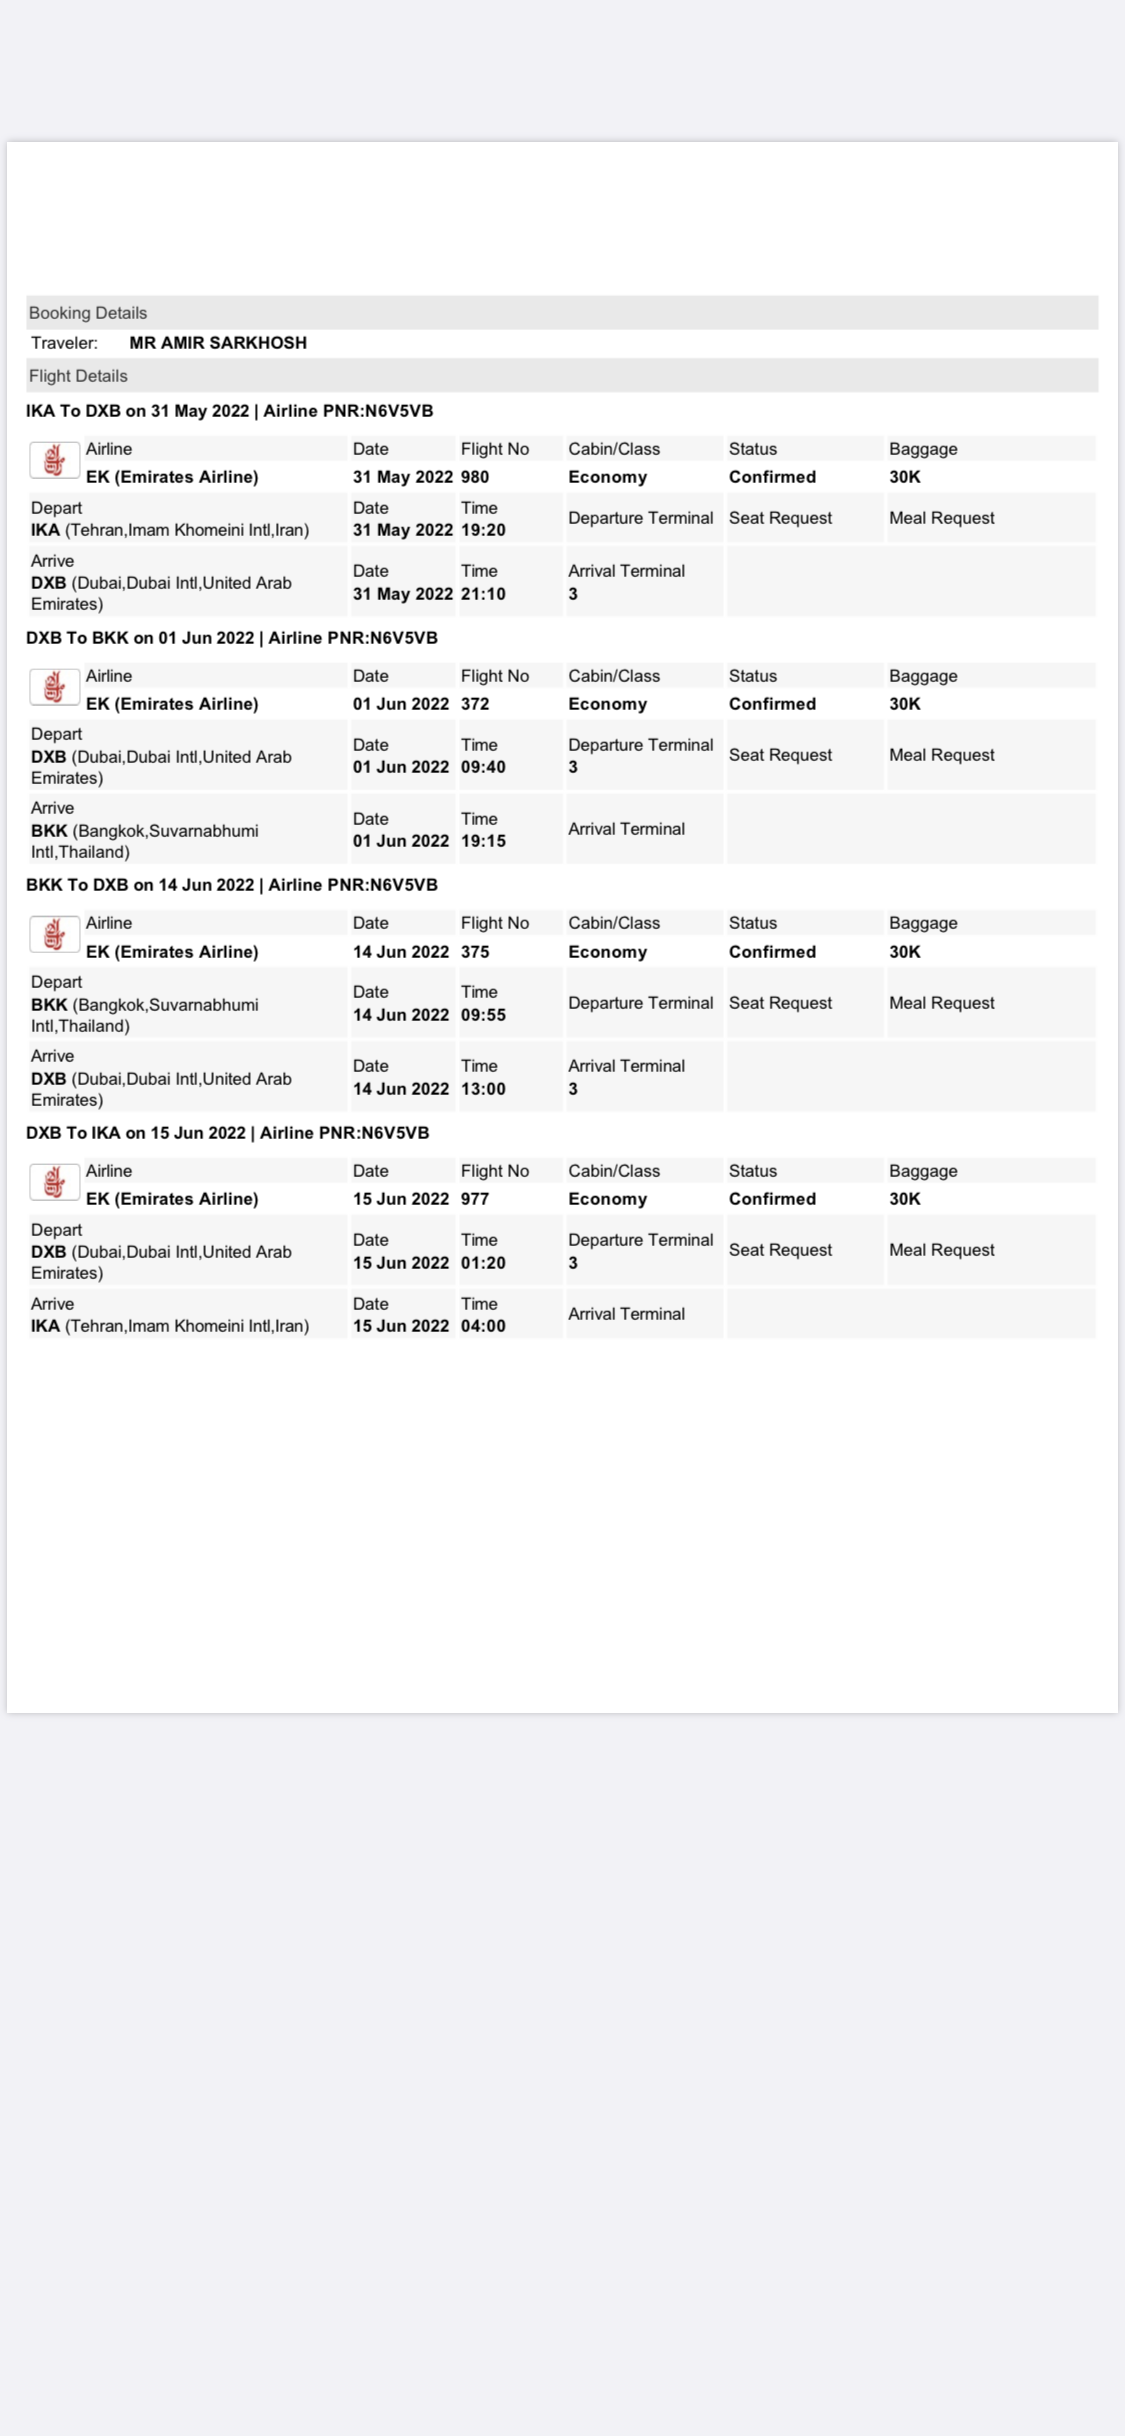 Booking Details
Traveler: MR AMIR SARKHOSH
Flight Details
IKA To DXB on 31 May 2022 | Airline PNR:N6V5VB
Airline Date Flight No Cabin/Class Status Baggage
EK (Emirates Airline) 31 May 2022 980 Economy Confirmed 30K
Depart Date Time Departure Terminal Seat Request Meal Request
IKA (Tehran,Imam Khomeini Intl,Iran) 31 May 2022 19:20
Arrive Date Time Arrival Terminal
DXB (Dubai,Dubai Intl,United Arab 31 May 2022 21:10 3
Emirates)
DXB To BKK on 01 Jun 2022 | Airline PNR:N6V5VB
Airline Date Flight No Cabin/Class Status Baggage
EK (Emirates Airline) 01 Jun 2022 372 Economy Confirmed 30K
Depart Date Time Departure Terminal Seat Request Meal Request
DXB (Dubai,Dubai Intl,United Arab 01 Jun 2022 09:40 3
Emirates)
Arrive Date Time Arrival Terminal
BKK (Bangkok,Suvarnabhumi 01 Jun 2022 19:15
Intl,Thailand)
BKK To DXB on 14 Jun 2022 | Airline PNR:N6V5VB
Airline Date Flight No Cabin/Class Status Baggage
EK (Emirates Airline) 14 Jun 2022 375 Economy Confirmed 30K
Depart Date Time Departure Terminal Seat Request Meal Request
BKK (Bangkok,Suvarnabhumi 14 Jun 2022 09:55
Intl,Thailand)
Arrive Date Time Arrival Terminal
DXB (Dubai,Dubai Intl,United Arab 14 Jun 2022 13:00 3
Emirates)
DXB To IKA on 15 Jun 2022 | Airline PNR:N6V5VB
Airline Date Flight No Cabin/Class Status Baggage
EK (Emirates Airline) 15 Jun 2022 977 Economy Confirmed 30K
Depart Date Time Departure Terminal Seat Request Meal Request
DXB (Dubai,Dubai Intl,United Arab 15 Jun 2022 01:20 3
Emirates)
Arrive Date Time Arrival Terminal
IKA (Tehran,Imam Khomeini Intl,Iran) 15 Jun 2022 04:00